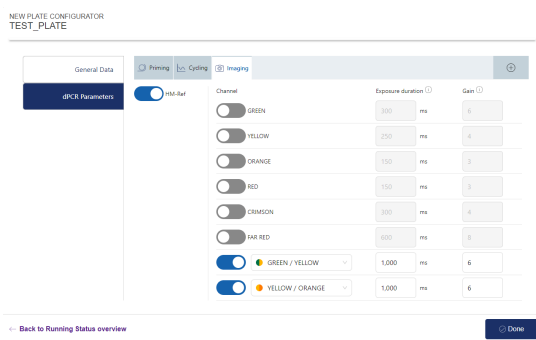 NEW PLATE CONFIGURATOR
TEST_PLATE
General Data
dPCR Parameters
Priming Cycling Imaging
HM-Ref
Channel Exposure duration Gain
GREEN 300 ms 6
YELLOW 250 ms 4
ORANGE 150 ms 3
RED 150 ms 3
CRIMSON 300 ms 4
FAR RED 600 ms 8
GREEN / YELLOW 1,000 ms 6
YELLOW / ORANGE 1,000 ms 6
← Back to Running Status overview
Done